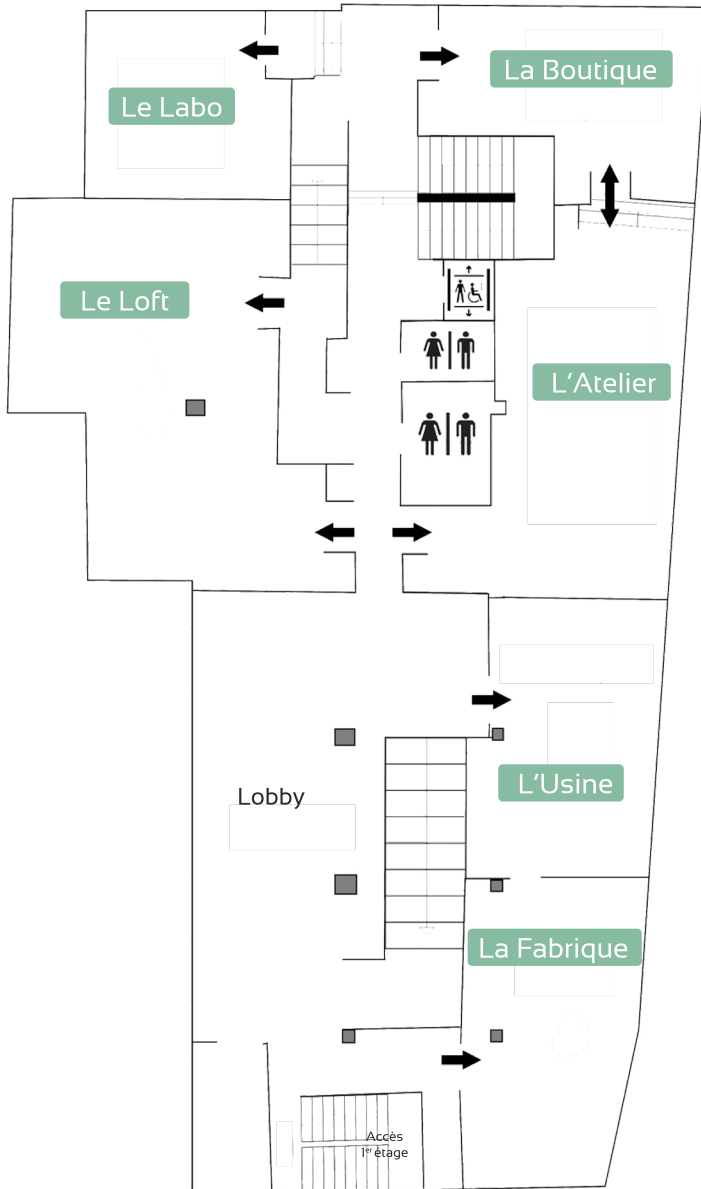 La Boutique
Le Labo
Le Loft
L'Atelier
L'Usine
Lobby
La Fabrique
Accès
1er étage